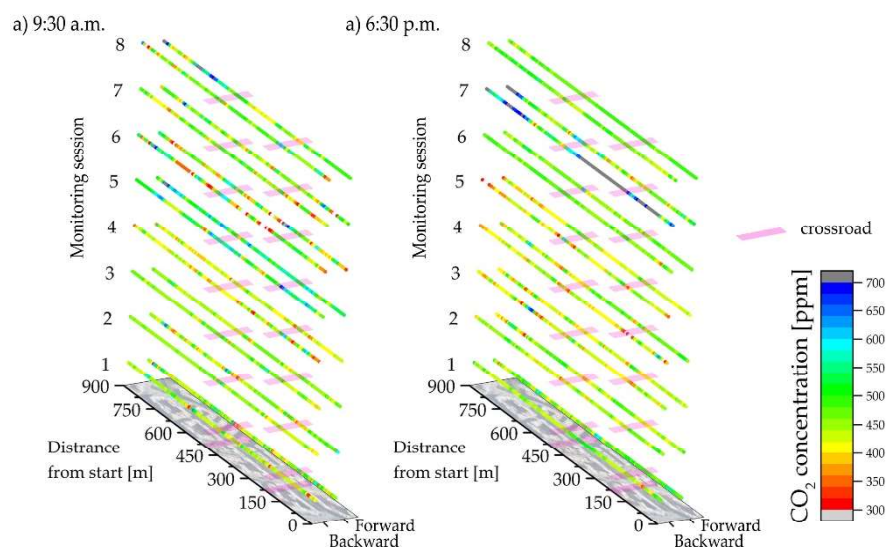 a) 9:30 a.m.
a) 6:30 p.m.
Monitoring session
8
7
6
5
4
3
2
1
900
750
600
450
300
150
0
Distrance
from start [m]
Forward
Backward
Monitoring session
8
7
6
5
4
3
2
1
900
750
600
450
300
150
0
Distrance
from start [m]
Forward
Backward
crossroad
CO2 concentration [ppm]
700
650
600
550
500
450
400
350
300